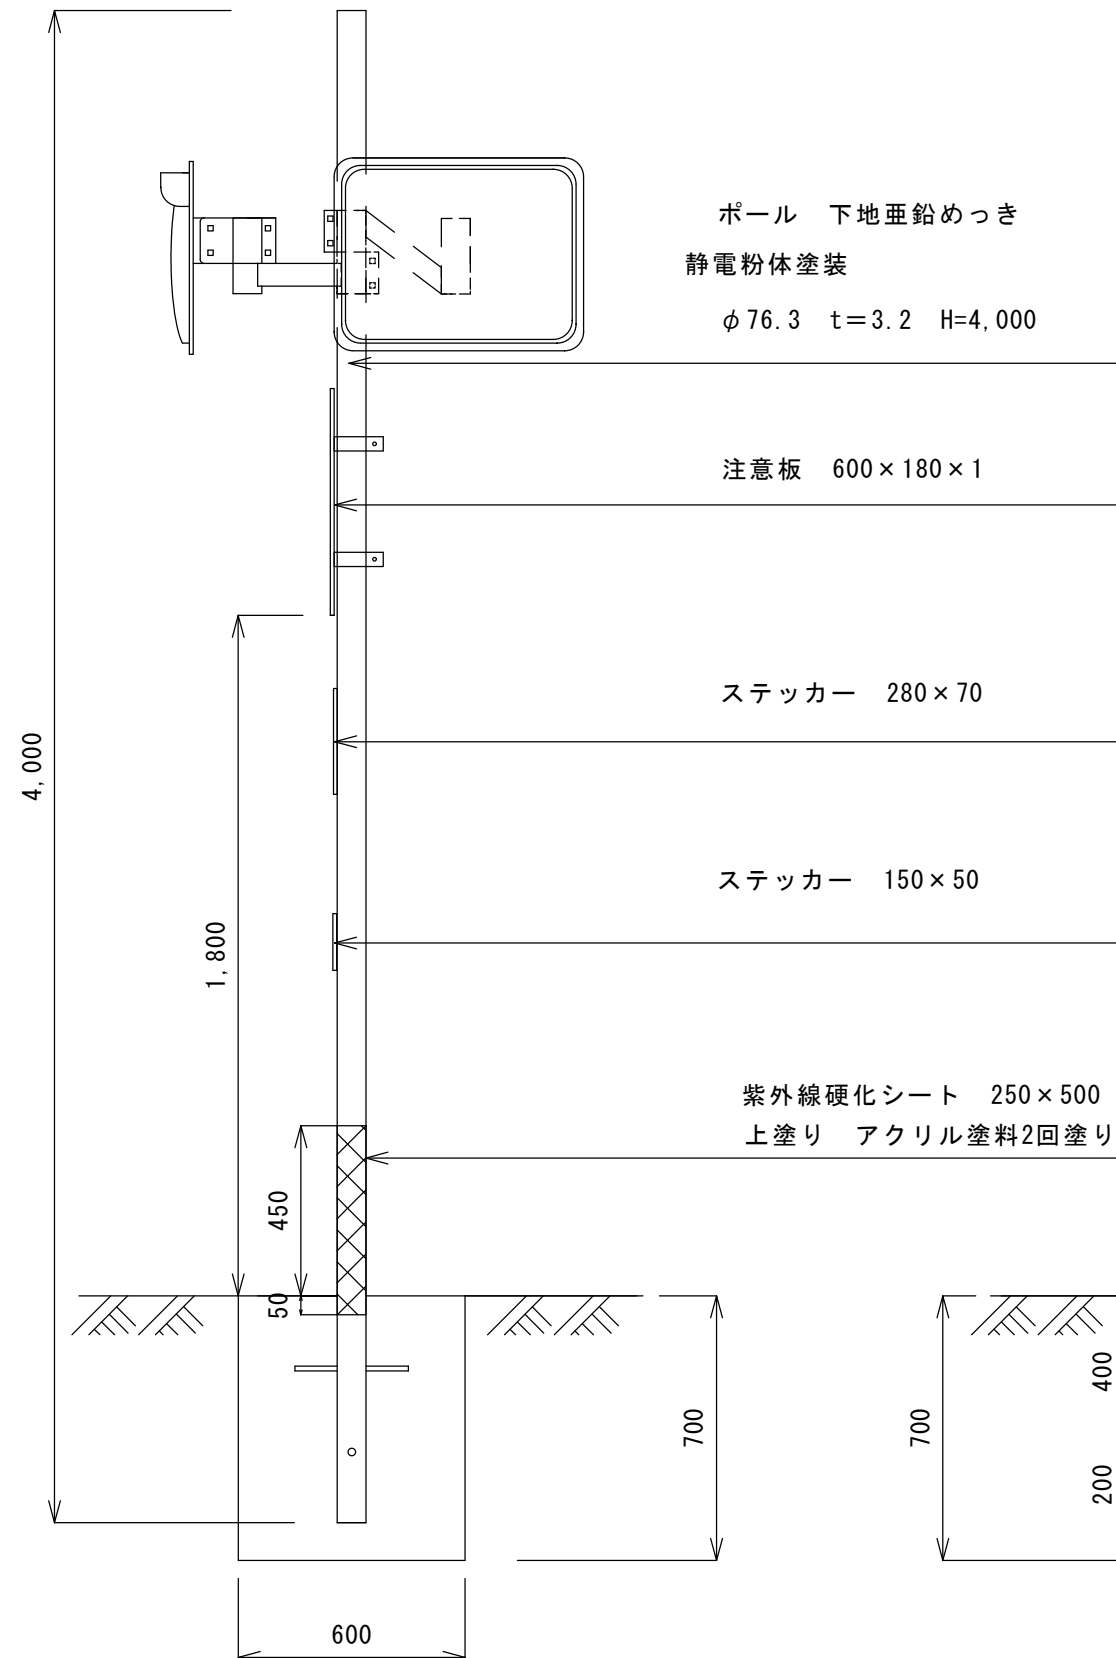 ポール 下地亜鉛めっき
静電粉体塗装
φ76.3 t=3.2 H=4,000
注意板 600×180×1
ステッカー 280×70
4,000
ステッカー 150×50
1,800
紫外線硬化シート 250×500
上塗り アクリル塗料2回塗り
450
50
400
700
700
200
600